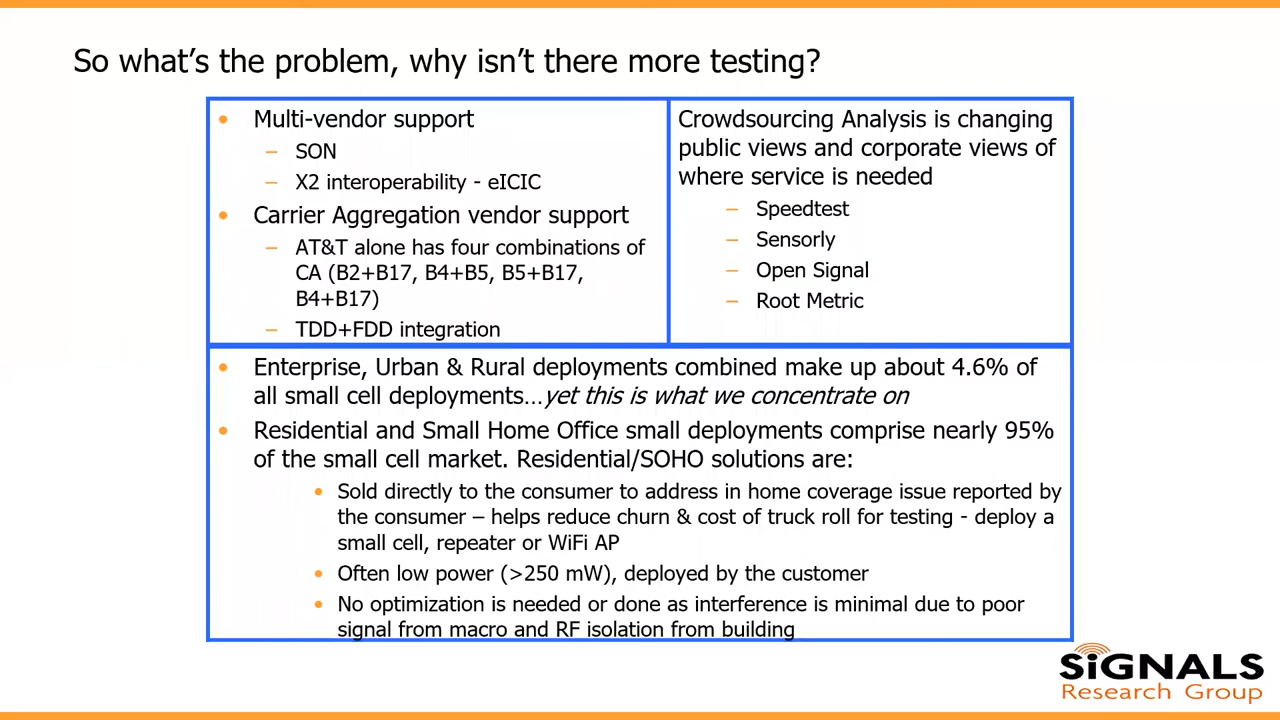 So what's the problem, why isn't there more testing?
• Multi-vendor support
– SON
– X2 interoperability - eICIC
• Carrier Aggregation vendor support
– AT&T alone has four combinations of
CA (B2+B17, B4+B5, B5+B17,
B4+B17)
– TDD+FDD integration
Crowdsourcing Analysis is changing
public views and corporate views of
where service is needed
– Speedtest
– Sensorly
– Open Signal
– Root Metric
• Enterprise, Urban & Rural deployments combined make up about 4.6% of
all small cell deployments…yet this is what we concentrate on
• Residential and Small Home Office small deployments comprise nearly 95%
of the small cell market. Residential/SOHO solutions are:
• Sold directly to the consumer to address in home coverage issue reported by
the consumer – helps reduce churn & cost of truck roll for testing - deploy a
small cell, repeater or WiFi AP
• Often low power (>250 mW), deployed by the customer
• No optimization is needed or done as interference is minimal due to poor
signal from macro and RF isolation from building
SiGNALS
Research Group